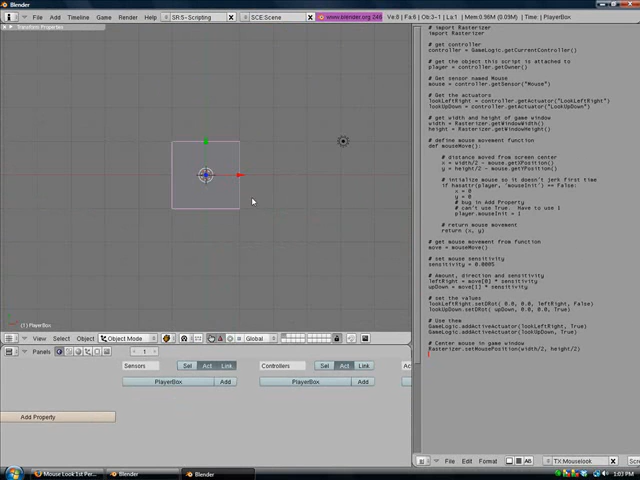 Blender
File Add Timeline Game Render Help SR:5-Scripting SCE:Scene www.blender.org 246 Ve:8 | Fa:6 | Ob:3-1 | La:1 | Mem:0.96M (0.09M) | Time: | PlayerBox
Transform Properties
# import Rasterizer
import Rasterizer
# get controller
controller = GameLogic.getCurrentController()
# get the object this script is attached to
player = controller.getOwner()
# Get sensor named Mouse
mouse = controller.getSensor("Mouse")
# Get the actuators
lookLeftRight = controller.getActuator("LookLeftRight")
lookUpDown = controller.getActuator("LookUpDown")
# get width and height of game window
width = Rasterizer.getWindowWidth()
height = Rasterizer.getWindowHeight()
# define mouse movement function
def mouseMove():
# distance moved from screen center
x = width/2 - mouse.getXPosition()
y = height/2 - mouse.getYPosition()
# intialize mouse so it doesn't jerk first time
if hasattr(player, 'mouseInit') == False:
x = 0
y = 0
# bug in Add Property
# can't use True. Have to use 1
player.mouseInit = 1
# return mouse movement
return (x, y)
# get mouse movement from function
move = mouseMove()
# set mouse sensitivity
sensitivity = 0.0005
# Amount, direction and sensitivity
leftRight = move[0] * sensitivity
upDown = move[1] * sensitivity
# set the values
lookLeftRight.setDRot( 0.0, 0.0, leftRight, False)
lookUpDown.setDRot( upDown, 0.0, 0.0, True)
# Use them
GameLogic.addActiveActuator(lookLeftRight, True)
GameLogic.addActiveActuator(lookUpDown, True)
# Center mouse in game window
Rasterizer.setMousePosition(width/2, height/2)
(1) PlayerBox
View Select Object Object Mode Global
Panels 1
Sensors Sel Act Link Controllers Sel Act Link
PlayerBox Add PlayerBox Add
Add Property
File Edit Format TX:Mouselook Scre
Mouse Look 1st Per... Blender Blender 1:03 PM